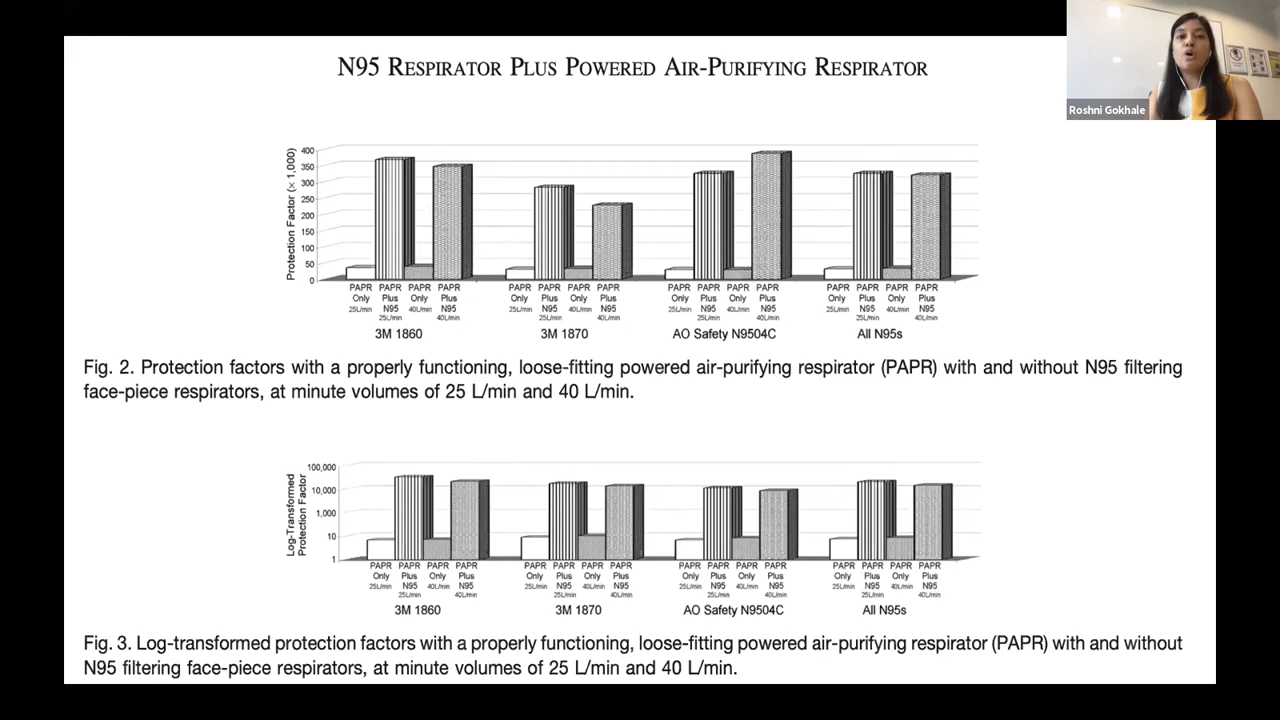 N95 RESPIRATOR PLUS POWERED AIR-PURIFYING RESPIRATOR
Roshni Gokhale
Protection Factor (× 1,000)
400
350
300
250
200
150
100
50
0
PAPR Only 25L/min
PAPR Plus N95 25L/min
PAPR Only 40L/min
PAPR Plus N95 40L/min
PAPR Only 25L/min
PAPR Plus N95 25L/min
PAPR Only 40L/min
PAPR Plus N95 40L/min
PAPR Only 25L/min
PAPR Plus N95 25L/min
PAPR Only 40L/min
PAPR Plus N95 40L/min
PAPR Only 25L/min
PAPR Plus N95 25L/min
PAPR Only 40L/min
PAPR Plus N95 40L/min
3M 1860
3M 1870
AO Safety N9504C
All N95s
Fig. 2. Protection factors with a properly functioning, loose-fitting powered air-purifying respirator (PAPR) with and without N95 filtering
face-piece respirators, at minute volumes of 25 L/min and 40 L/min.
Log-Transformed
Protection Factor
100,000
10,000
1,000
10
1
PAPR Only 25L/min
PAPR Plus N95 25L/min
PAPR Only 40L/min
PAPR Plus N95 40L/min
PAPR Only 25L/min
PAPR Plus N95 25L/min
PAPR Only 40L/min
PAPR Plus N95 40L/min
PAPR Only 25L/min
PAPR Plus N95 25L/min
PAPR Only 40L/min
PAPR Plus N95 40L/min
PAPR Only 25L/min
PAPR Plus N95 25L/min
PAPR Only 40L/min
PAPR Plus N95 40L/min
3M 1860
3M 1870
AO Safety N9504C
All N95s
Fig. 3. Log-transformed protection factors with a properly functioning, loose-fitting powered air-purifying respirator (PAPR) with and without
N95 filtering face-piece respirators, at minute volumes of 25 L/min and 40 L/min.